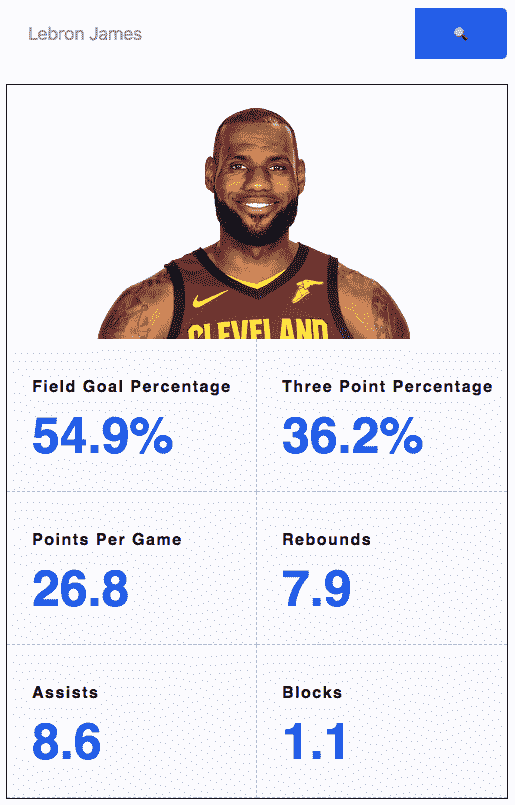 Lebron James
CLEVELAND
Field Goal Percentage
Three Point Percentage
54.9%
36.2%
Points Per Game
Rebounds
26.8
7.9
Assists
Blocks
8.6
1.1